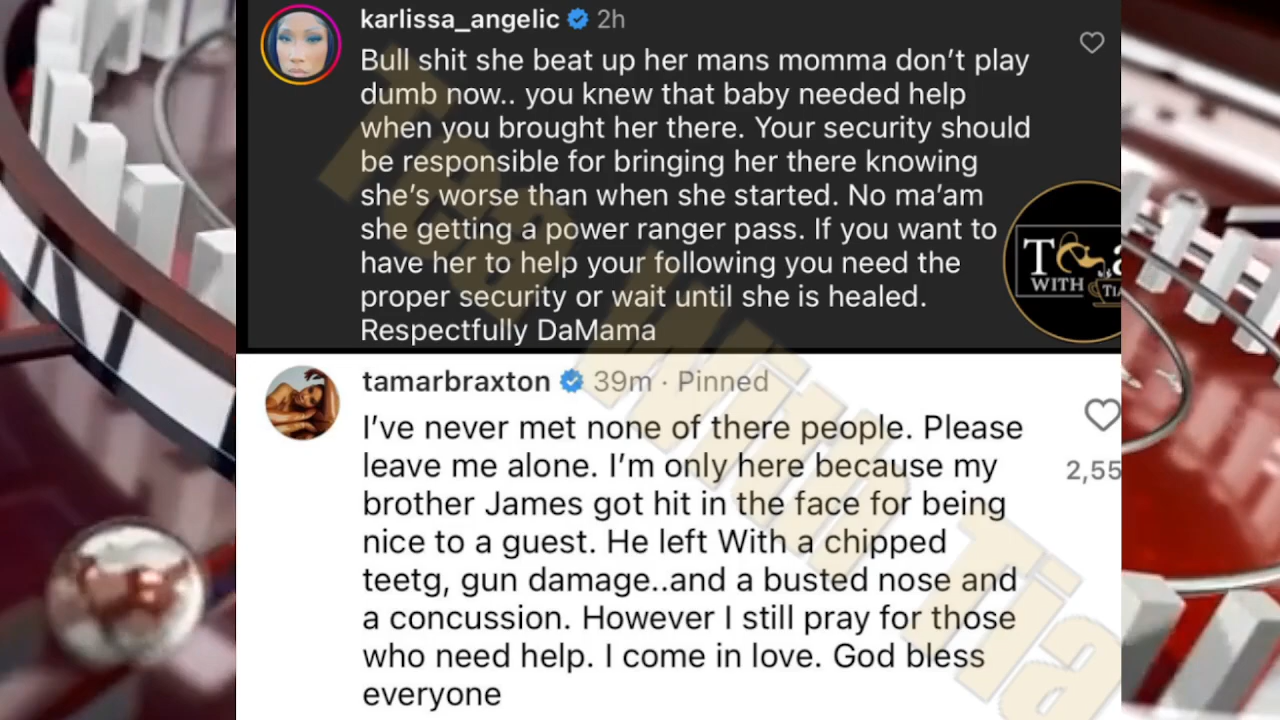 karlissa_angelic 2h
Bull shit she beat up her mans momma don't play
dumb now.. you knew that baby needed help
when you brought her there. Your security should
be responsible for bringing her there knowing
she's worse than when she started. No ma'am
she getting a power ranger pass. If you want to
have her to help your following you need the
proper security or wait until she is healed.
Respectfully DaMama
Tea
WITH TIA
tamarbraxton 39m · Pinned
I've never met none of there people. Please
leave me alone. I'm only here because my
brother James got hit in the face for being
nice to a guest. He left With a chipped
teetg, gun damage..and a busted nose and
a concussion. However I still pray for those
who need help. I come in love. God bless
everyone
2,55
Tea With Tia